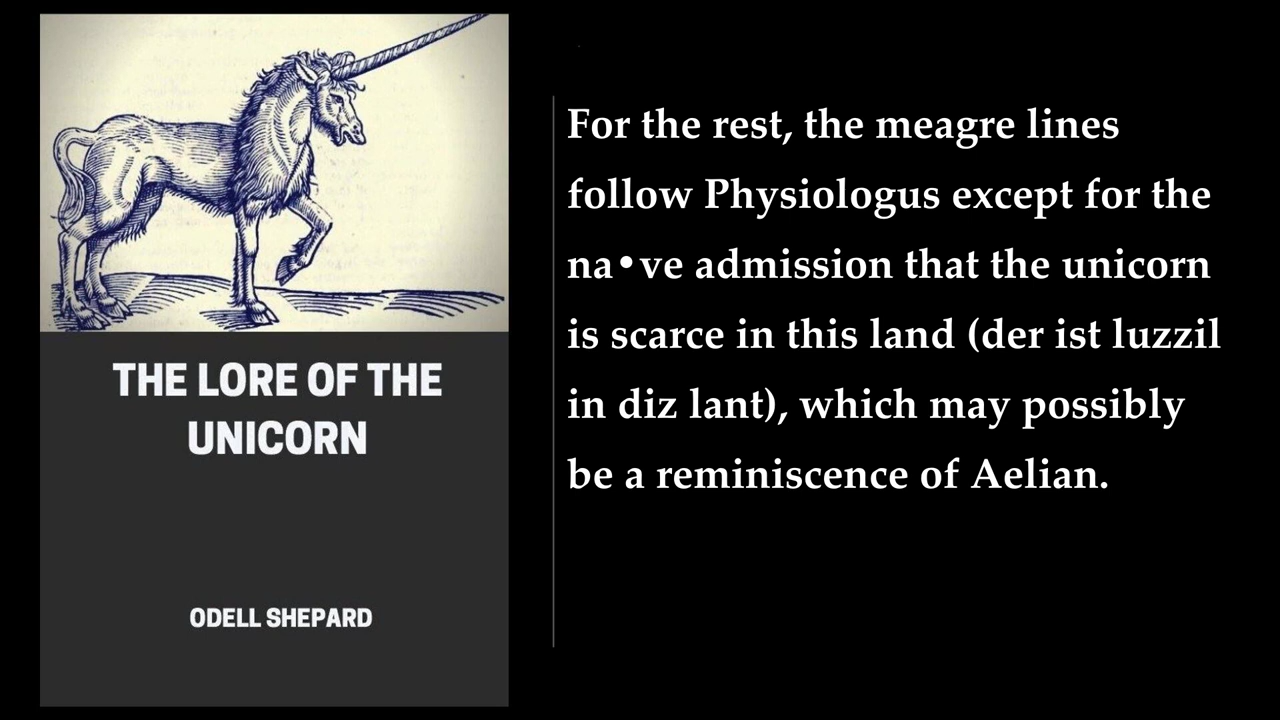 THE LORE OF THE
UNICORN
ODELL SHEPARD
For the rest, the meagre lines
follow Physiologus except for the
na•ve admission that the unicorn
is scarce in this land (der ist luzzil
in diz lant), which may possibly
be a reminiscence of Aelian.